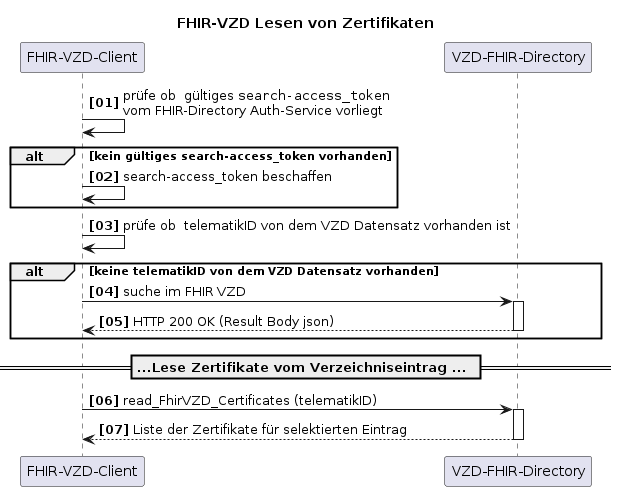 FHIR-VZD Lesen von Zertifikaten
FHIR-VZD-Client
VZD-FHIR-Directory
[01] prüfe ob gültiges search-access_token
vom FHIR-Directory Auth-Service vorliegt
alt [kein gültiges search-access_token vorhanden]
[02] search-access_token beschaffen
[03] prüfe ob telematikID von dem VZD Datensatz vorhanden ist
alt [keine telematikID von dem VZD Datensatz vorhanden]
[04] suche im FHIR VZD
[05] HTTP 200 OK (Result Body json)
...Lese Zertifikate vom Verzeichniseintrag ...
[06] read_FhirVZD_Certificates (telematikID)
[07] Liste der Zertifikate für selektierten Eintrag
FHIR-VZD-Client
VZD-FHIR-Directory